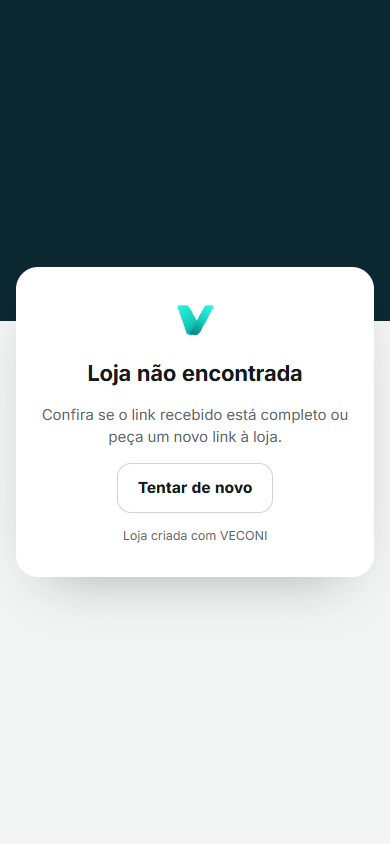 Loja não encontrada
Confira se o link recebido está completo ou
peça um novo link à loja.
Tentar de novo
Loja criada com VECONI